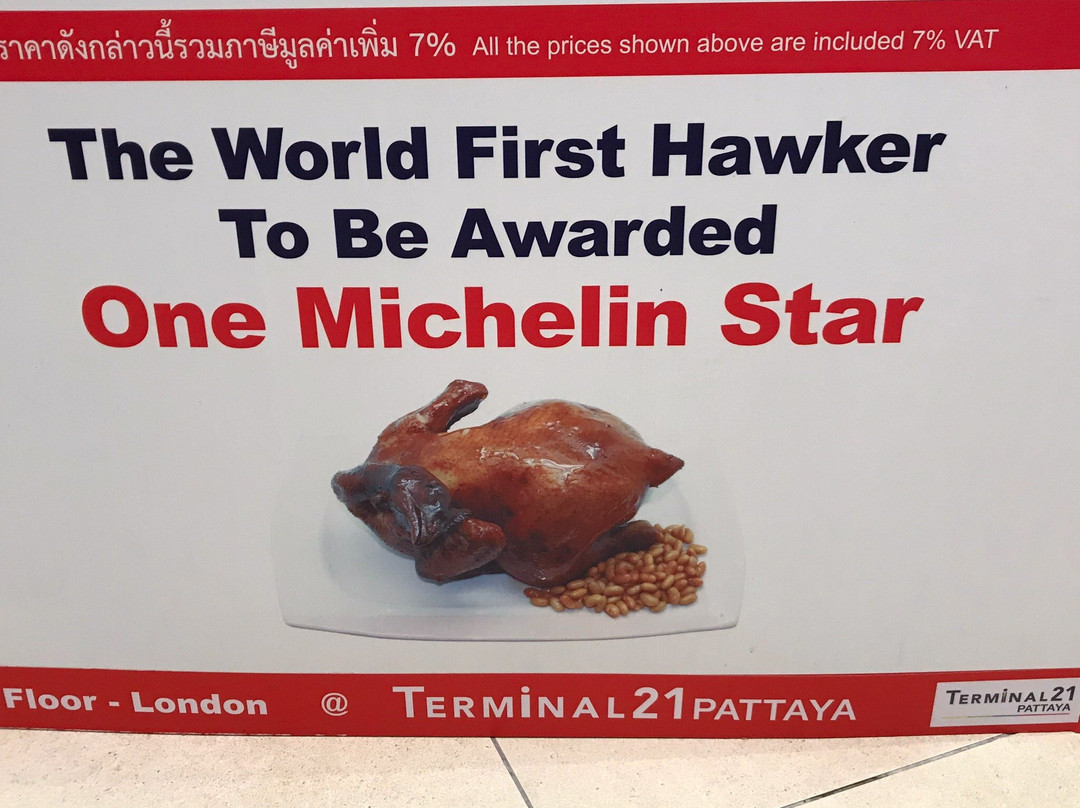 ราคาดังกล่าวนี้รวมภาษีมูลค่าเพิ่ม 7% All the prices shown above are included 7% VAT
The World First Hawker
To Be Awarded
One Michelin Star
Floor - London @ TERMINAL21 PATTAYA
TERMINAL21
PATTAYA